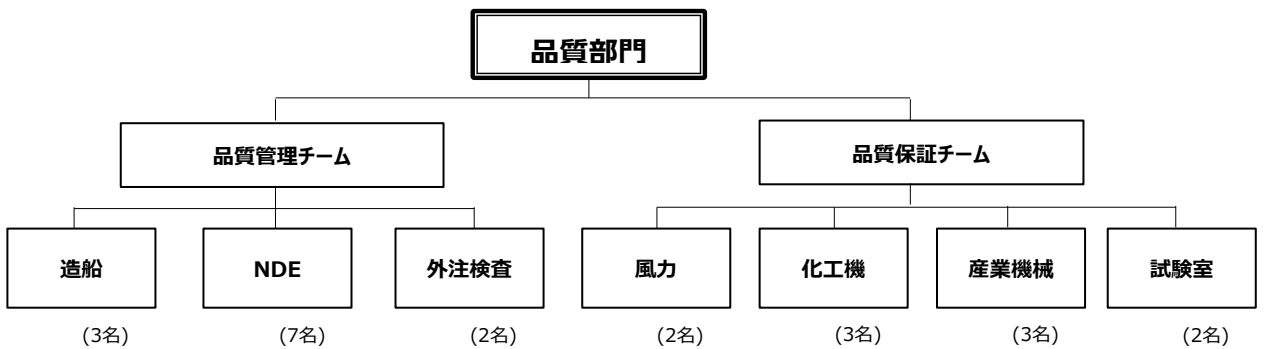 品質部門
品質管理チーム
品質保証チーム
造船
NDE
外注検査
風力
化工機
産業機械
試験室
(3名)
(7名)
(2名)
(2名)
(3名)
(3名)
(2名)